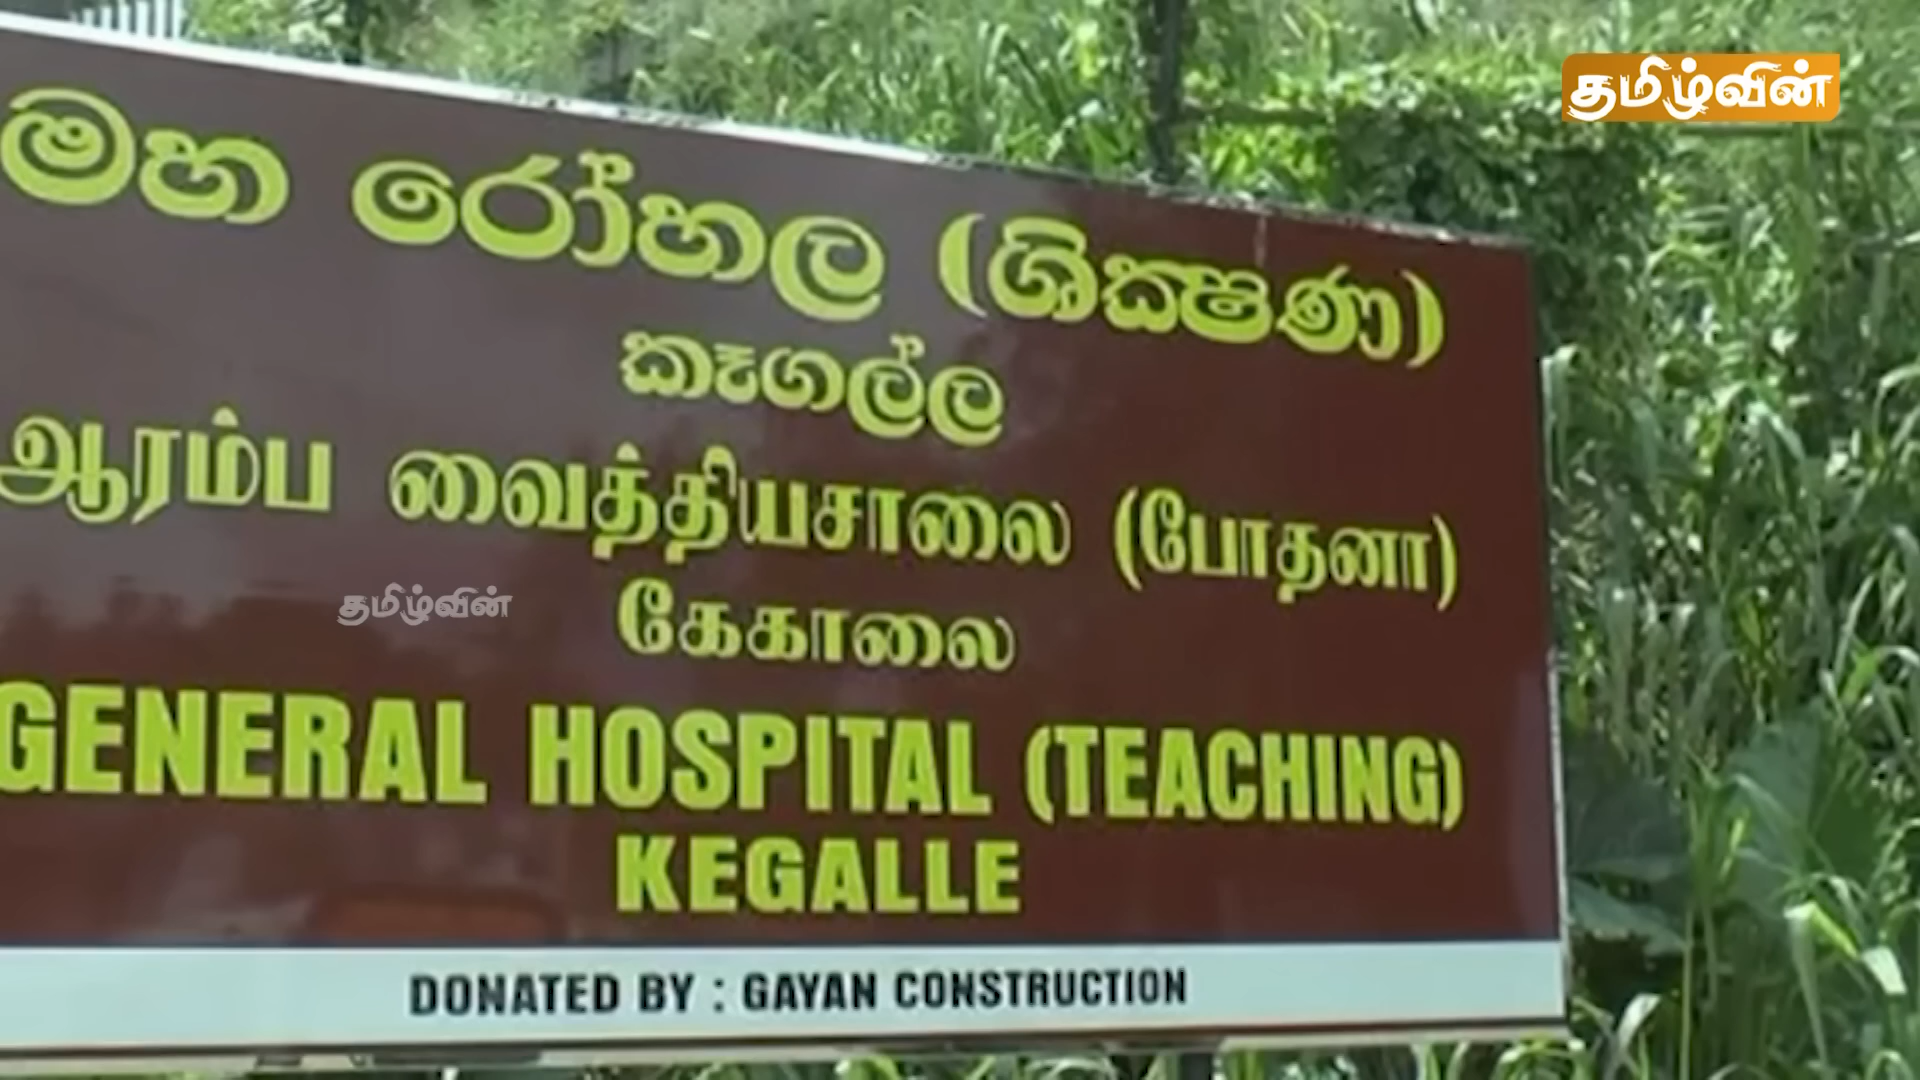 தமிழ்வின்
මහ රෝහල (ශික්ෂණ)
කෑගල්ල
ஆரம்ப வைத்தியசாலை (போதனா)
தமிழ்வின்
கேகாலை
GENERAL HOSPITAL (TEACHING)
KEGALLE
DONATED BY : GAYAN CONSTRUCTION